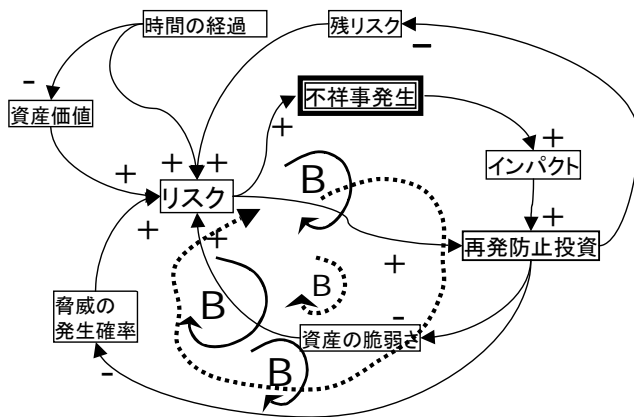 時間の経過
残リスク
-
-
資産価値
不祥事発生
+
+
インパクト
+
+
+
+
リスク
+
+
+
B
再発防止投資
+
B
B
脅威の
発生確率
-
資産の脆弱さ
B
-